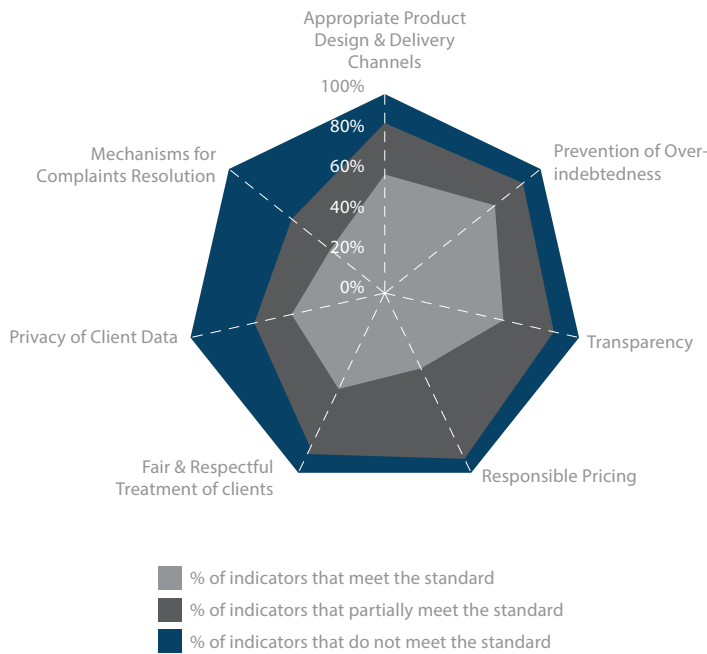 Appropriate Product
Design & Delivery
Channels
100%
80%
60%
40%
20%
0%
Prevention of Over-
indebtedness
Transparency
Responsible Pricing
Fair & Respectful
Treatment of clients
Privacy of Client Data
Mechanisms for
Complaints Resolution
% of indicators that meet the standard
% of indicators that partially meet the standard
% of indicators that do not meet the standard